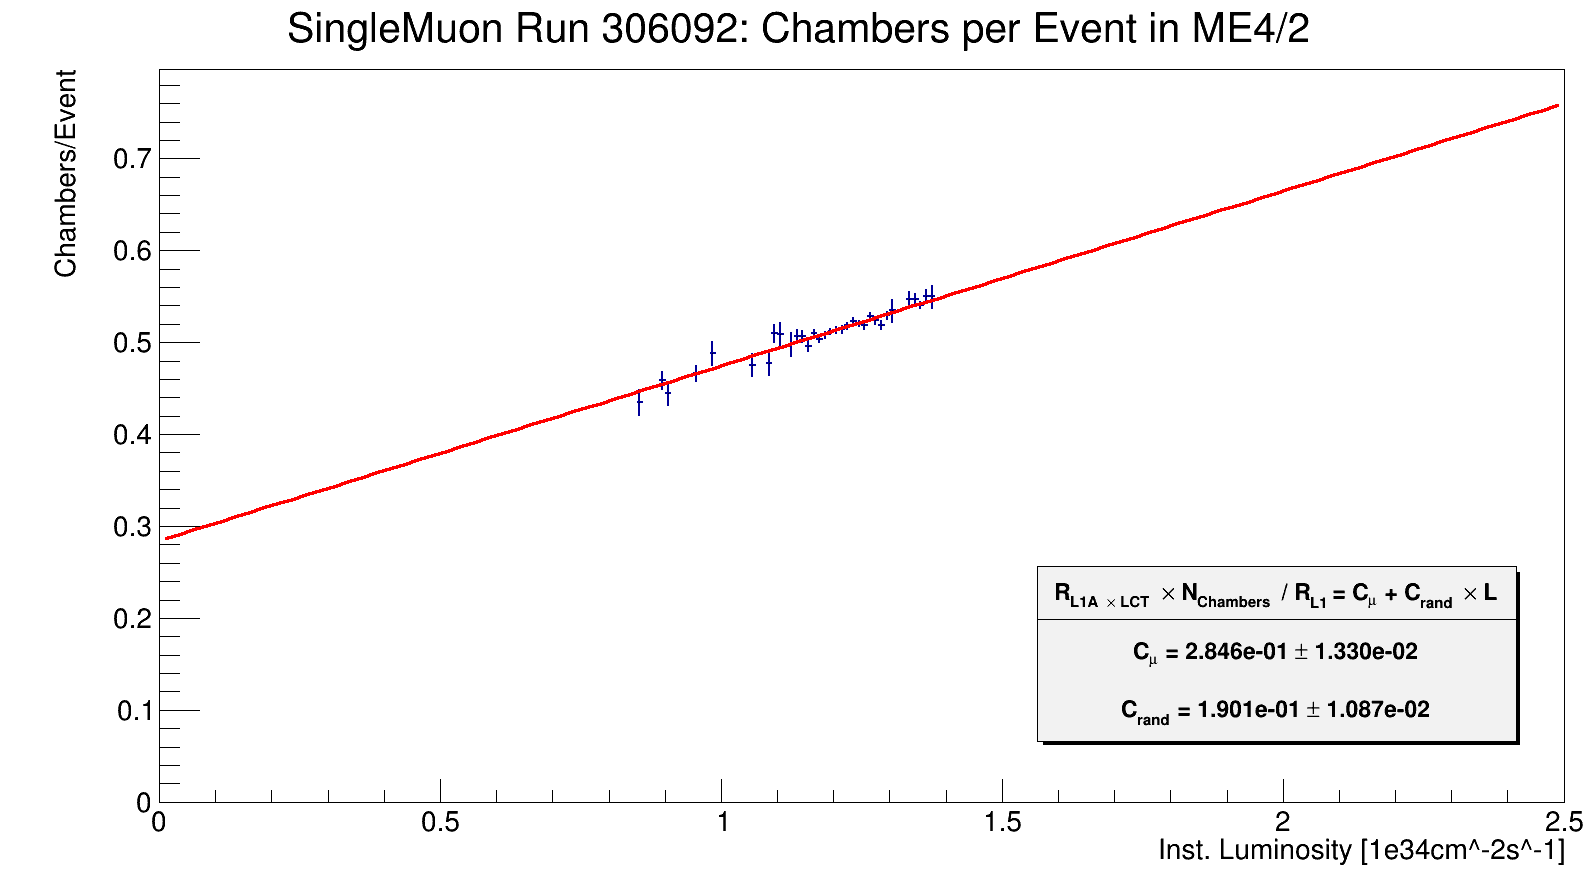 SingleMuon Run 306092: Chambers per Event in ME4/2
Chambers/Event
0.7
0.6
0.5
0.4
0.3
0.2
0.1
0
R_L1A × LCT × N_Chambers / R_L1 = C_μ + C_rand × L
C_μ = 2.846e-01 ± 1.330e-02
C_rand = 1.901e-01 ± 1.087e-02
0 0.5 1 1.5 2 2.5
Inst. Luminosity [1e34cm^-2s^-1]